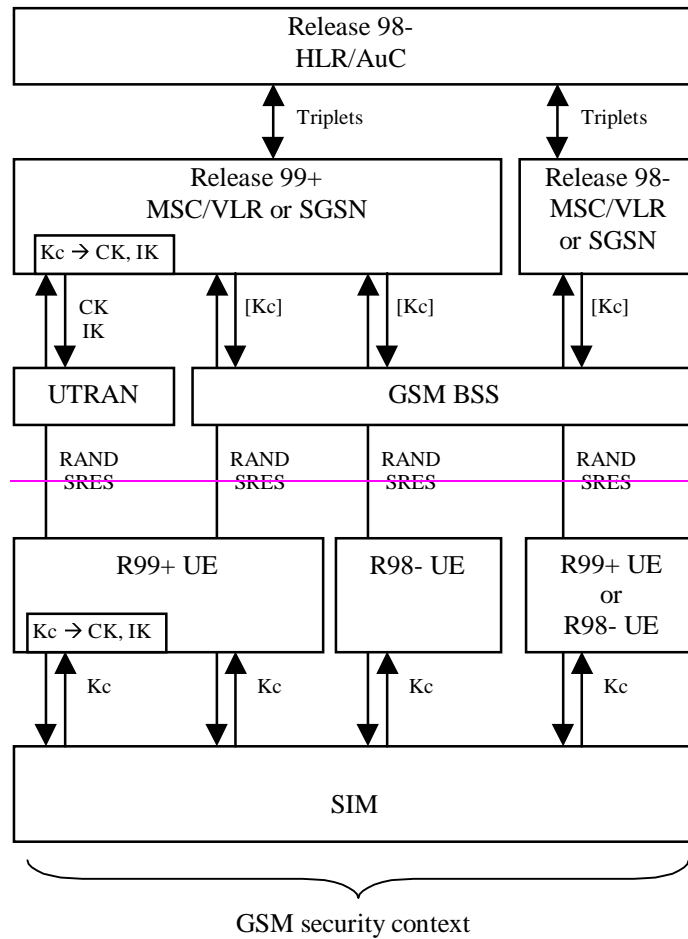 Release 98-
HLR/AuC
Triplets
Triplets
Release 99+
MSC/VLR or SGSN
Kc → CK, IK
Release 98-
MSC/VLR
or SGSN
CK
IK
[Kc]
[Kc]
[Kc]
UTRAN
GSM BSS
RAND
SRES
RAND
SRES
RAND
SRES
RAND
SRES
R99+ UE
Kc → CK, IK
R98- UE
R99+ UE
or
R98- UE
Kc
Kc
Kc
Kc
SIM
GSM security context